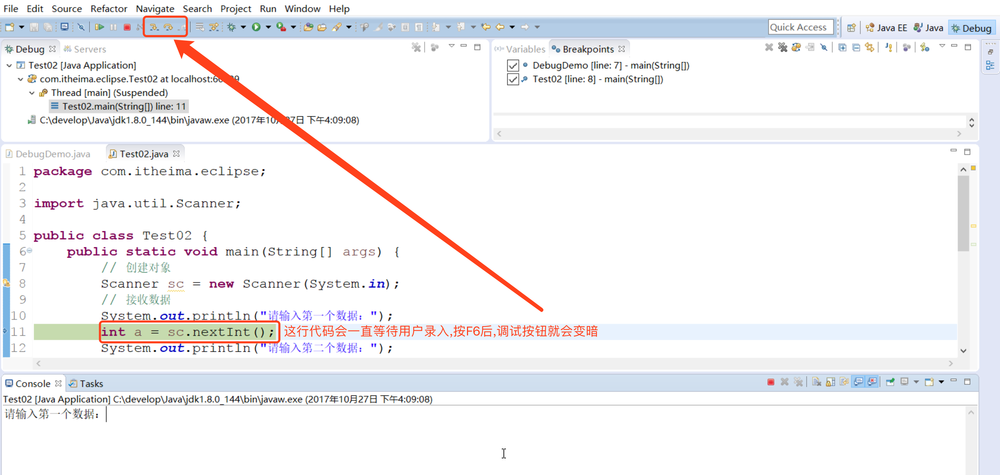 File Edit Source Refactor Navigate Search Project Run Window Help
Quick Access Java EE Java Debug
Debug Servers
Test02 [Java Application]
com.itheima.eclipse.Test02 at localhost:
Thread [main] (Suspended)
Test02.main(String[]) line: 11
C:\develop\Java\jdk1.8.0_144\bin\javaw.exe (2017年10月27日 下午4:09:08)
(x)= Variables Breakpoints
DebugDemo [line: 7] - main(String[])
Test02 [line: 8] - main(String[])
DebugDemo.java Test02.java
1 package com.itheima.eclipse;
2
3 import java.util.Scanner;
4
5 public class Test02 {
6 public static void main(String[] args) {
7 // 创建对象
8 Scanner sc = new Scanner(System.in);
9 // 接收数据
10 System.out.println("请输入第一个数据：");
11 int a = sc.nextInt(); 这行代码会一直等待用户录入,按F6后,调试按钮就会变暗
12 System.out.println("请输入第二个数据：");
Console Tasks
Test02 [Java Application] C:\develop\Java\jdk1.8.0_144\bin\javaw.exe (2017年10月27日 下午4:09:08)
请输入第一个数据：